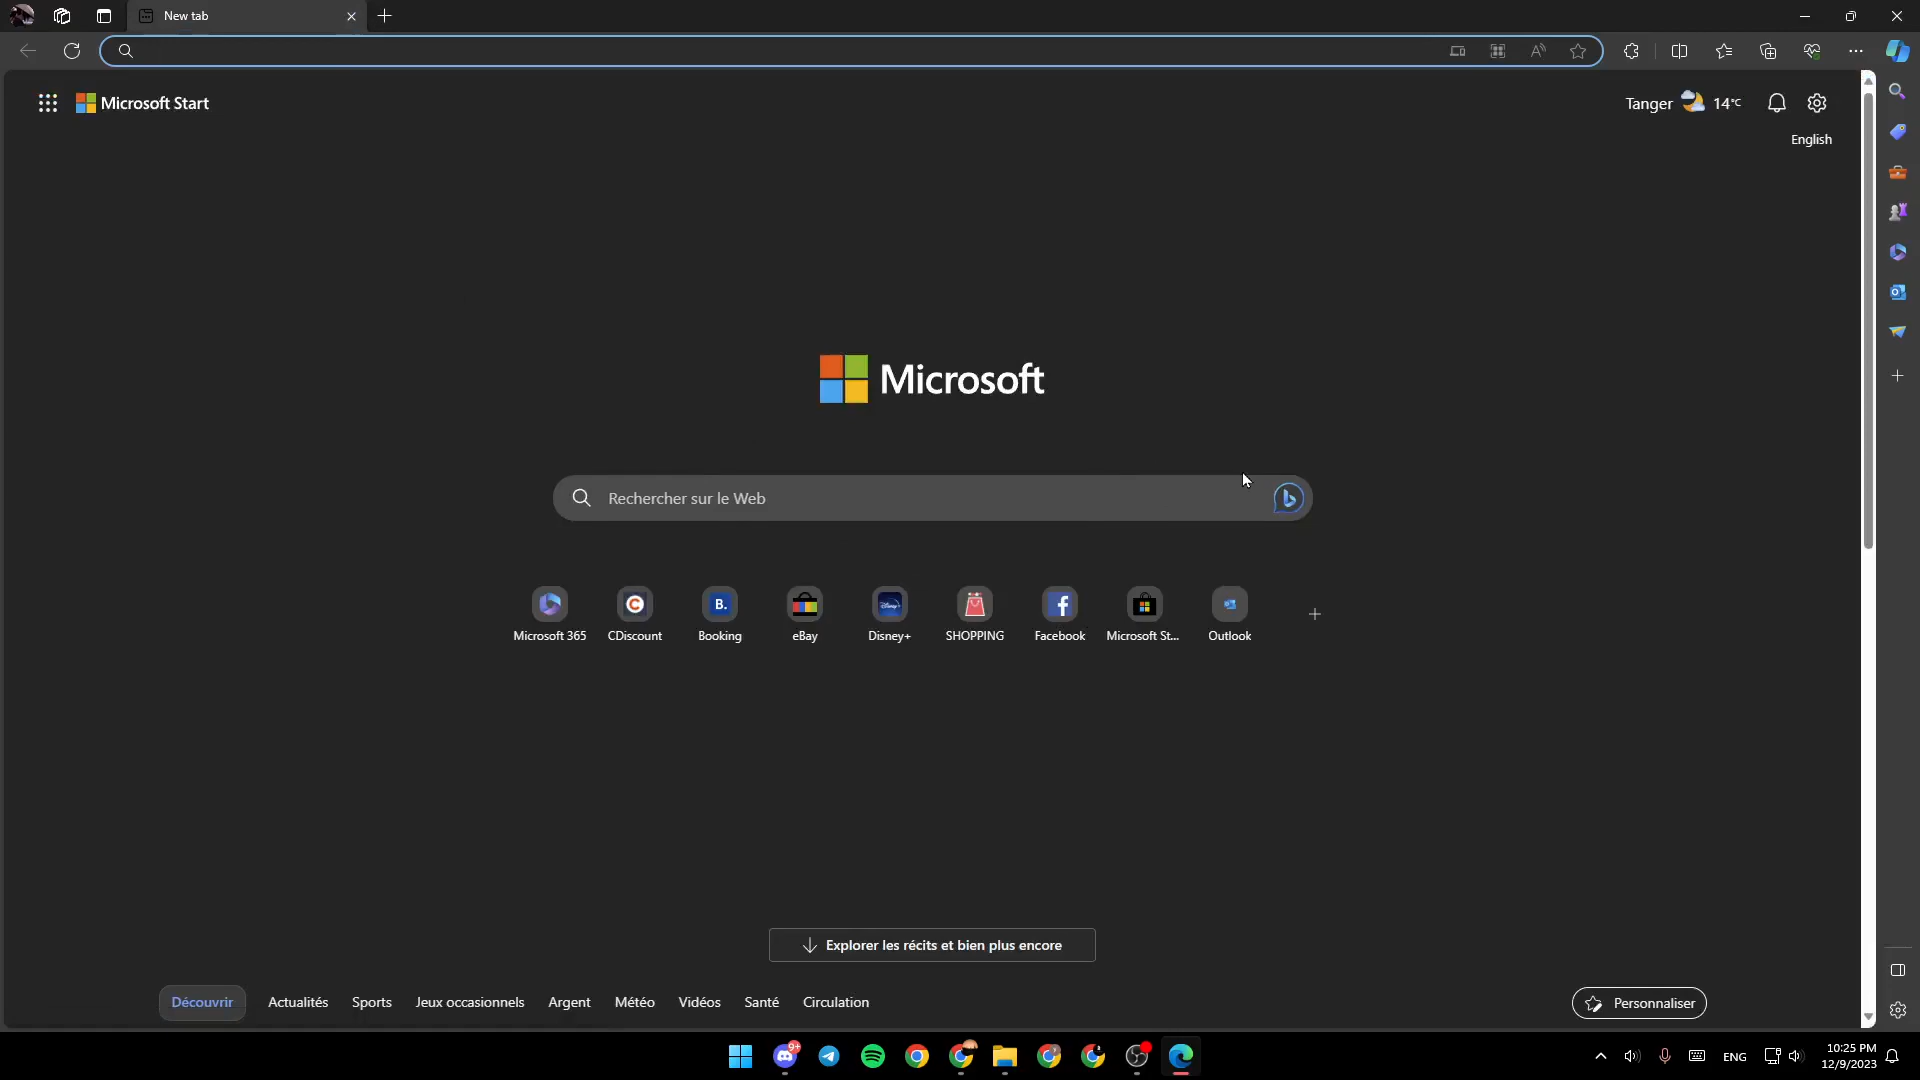 New tab
Microsoft Start
Tanger 14°C
English
Microsoft
Rechercher sur le Web
Microsoft 365 CDiscount Booking eBay Disney+ SHOPPING Facebook Microsoft St... Outlook
Explorer les récits et bien plus encore
Découvrir Actualités Sports Jeux occasionnels Argent Météo Vidéos Santé Circulation Personnaliser
9+
ENG
10:25 PM
12/9/2023